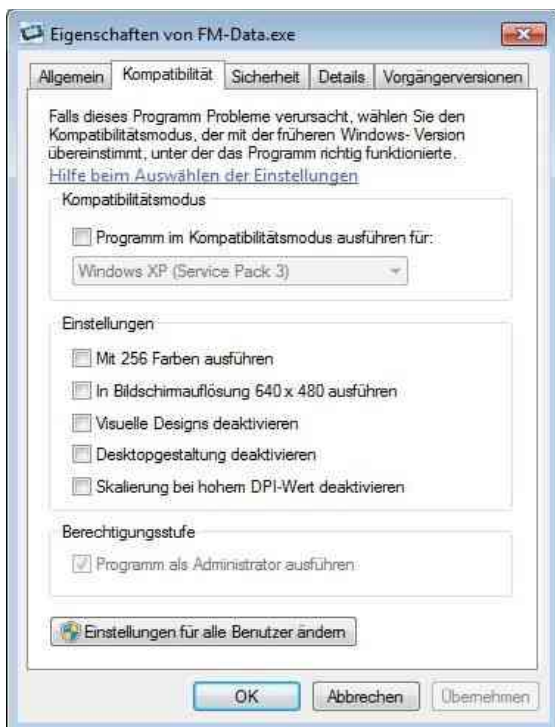 Eigenschaften von FM-Data.exe
Allgemein Kompatibilität Sicherheit Details Vorgängerversionen
Falls dieses Programm Probleme verursacht, wählen Sie den
Kompatibilitätsmodus, der mit der früheren Windows- Version
übereinstimmt, unter der das Programm richtig funktionierte.
Hilfe beim Auswählen der Einstellungen
Kompatibilitätsmodus
Programm im Kompatibilitätsmodus ausführen für:
Windows XP (Service Pack 3)
Einstellungen
Mit 256 Farben ausführen
In Bildschirmauflösung 640 x 480 ausführen
Visuelle Designs deaktivieren
Desktopgestaltung deaktivieren
Skalierung bei hohem DPI-Wert deaktivieren
Berechtigungsstufe
Programm als Administrator ausführen
Einstellungen für alle Benutzer ändern
OK Abbrechen Übernehmen